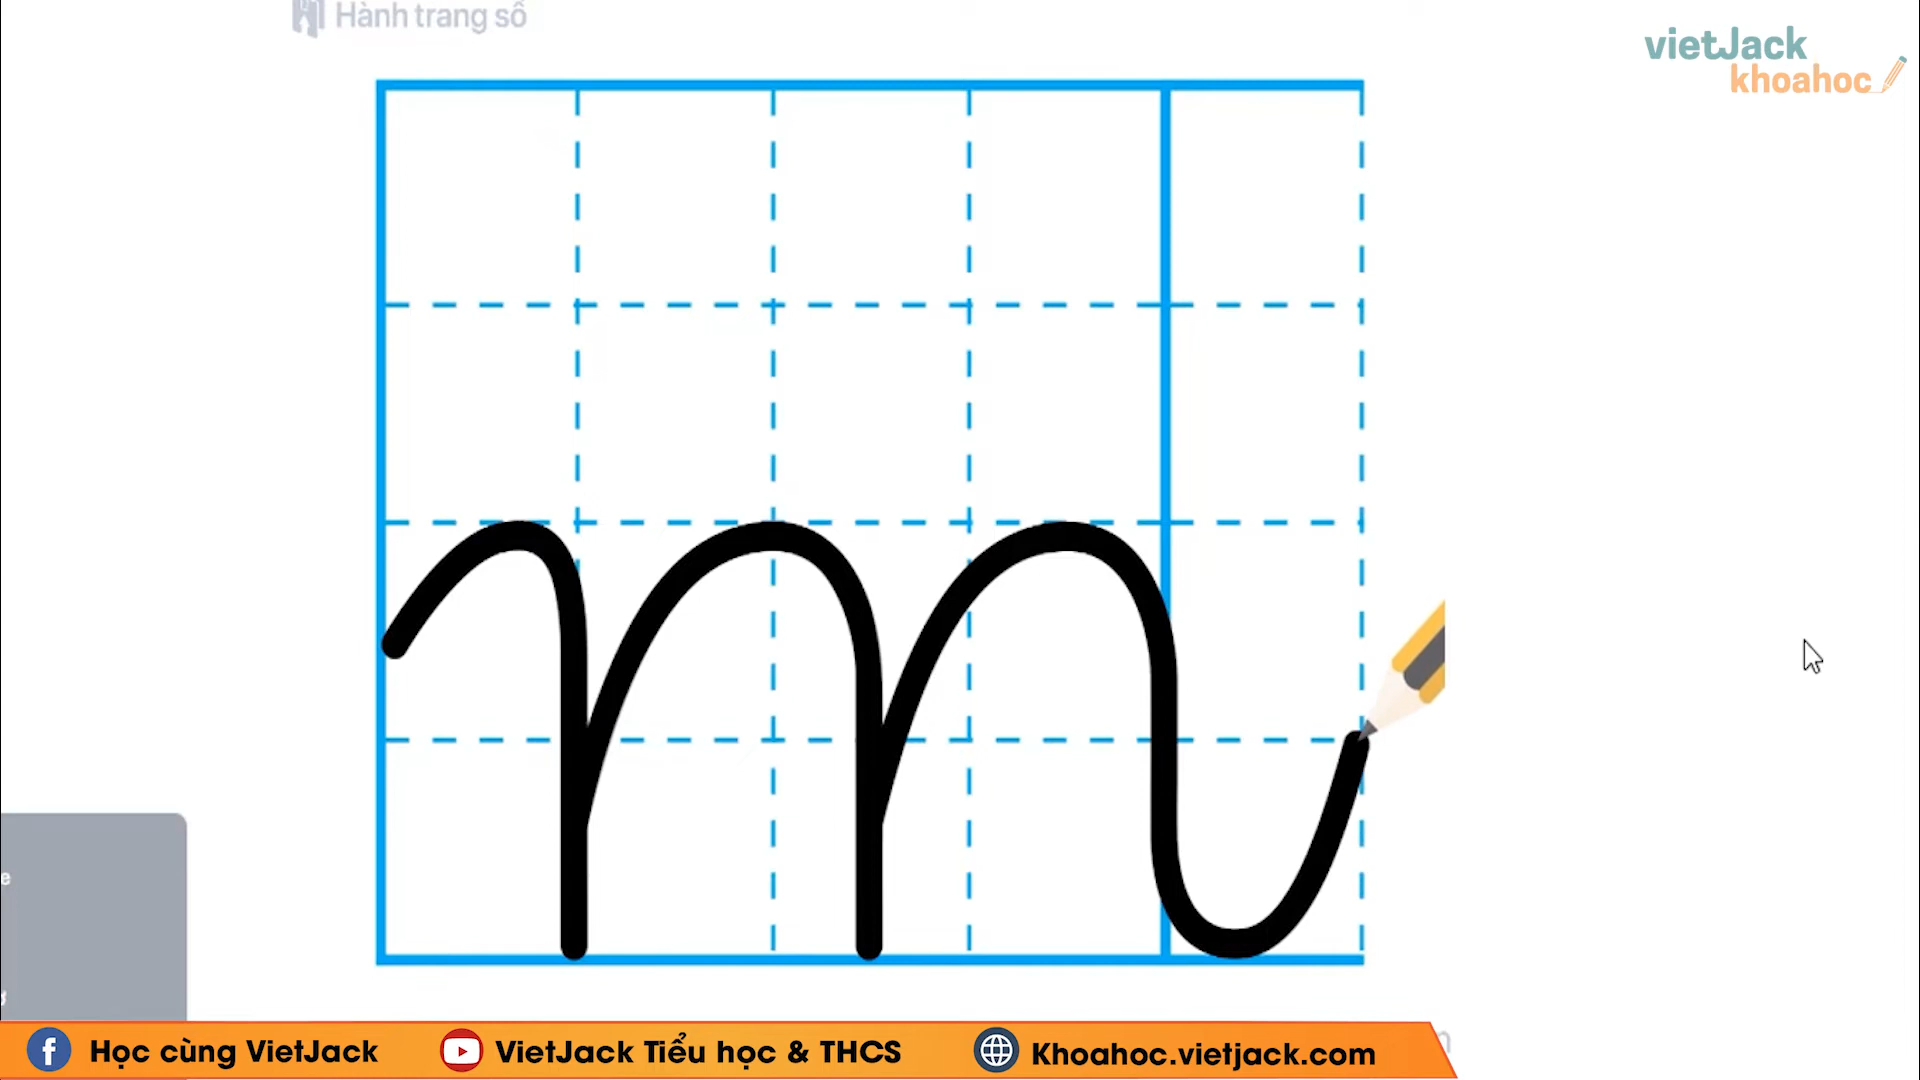 Hành trang số
vietJack
khoahoc
m
Học cùng VietJack
VietJack Tiểu học & THCS
Khoahoc.vietjack.com